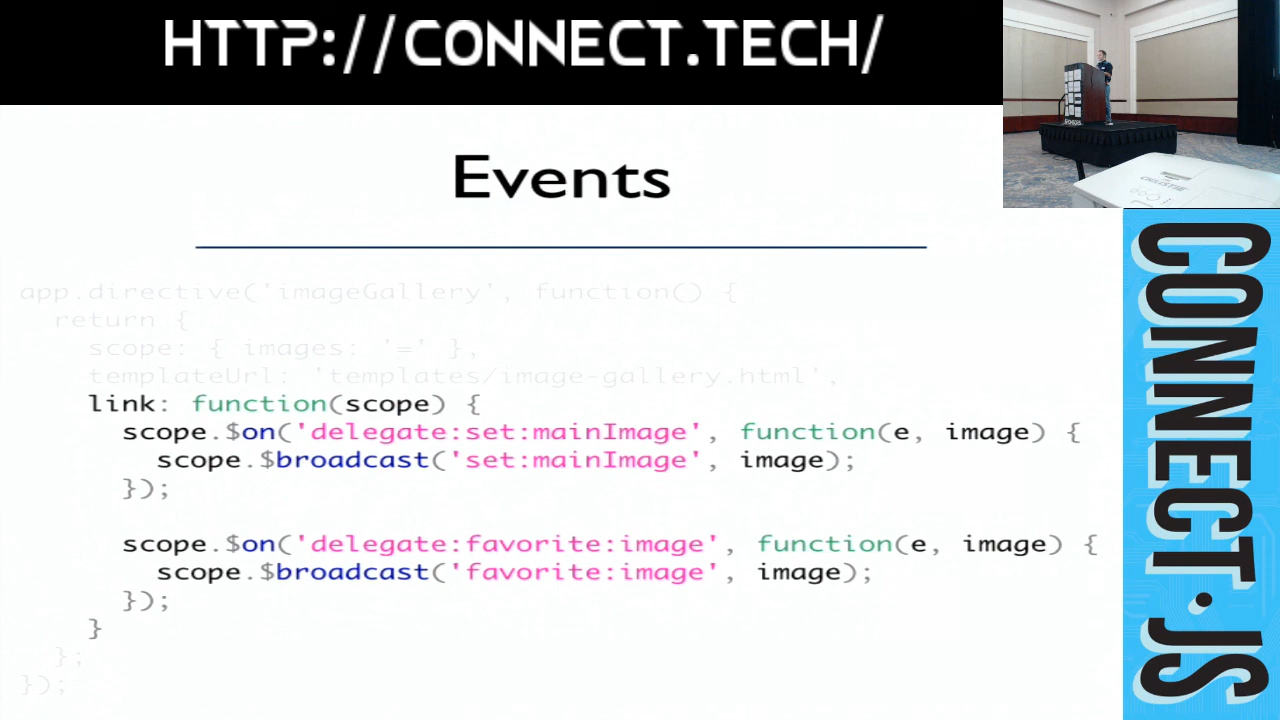 HTTP://CONNECT.TECH/
Events
app.directive('imageGallery', function() {
return {
scope: { images: '=' },
templateUrl: 'templates/image-gallery.html',
link: function(scope) {
scope.$on('delegate:set:mainImage', function(e, image) {
scope.$broadcast('set:mainImage', image);
});
scope.$on('delegate:favorite:image', function(e, image) {
scope.$broadcast('favorite:image', image);
});
}
};
});
CONNECT.JS
CHRISTIE
SPONSORS